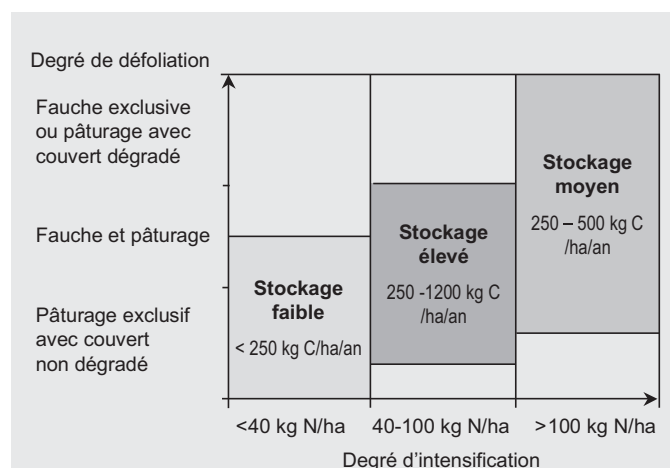 Degré de défoliation
Fauche exclusive
ou pâturage avec
couvert dégradé
Fauche et pâturage
Pâturage exclusif
avec couvert
non dégradé
Stockage
faible
< 250 kg C/ha/an
Stockage
élevé
250 -1200 kg C
/ha/an
Stockage
moyen
250 – 500 kg C
/ha/an
<40 kg N/ha
40-100 kg N/ha
>100 kg N/ha
Degré d'intensification